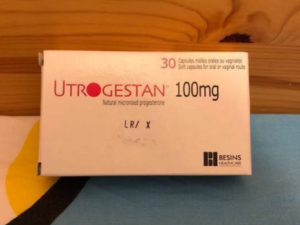 30 Capsules molles orales ou vaginales
Soft capsules for oral or vaginal route
UTROGESTAN 100mg
Natural micronised progesterone
LR/ X
BESINS
HEALTHCARE